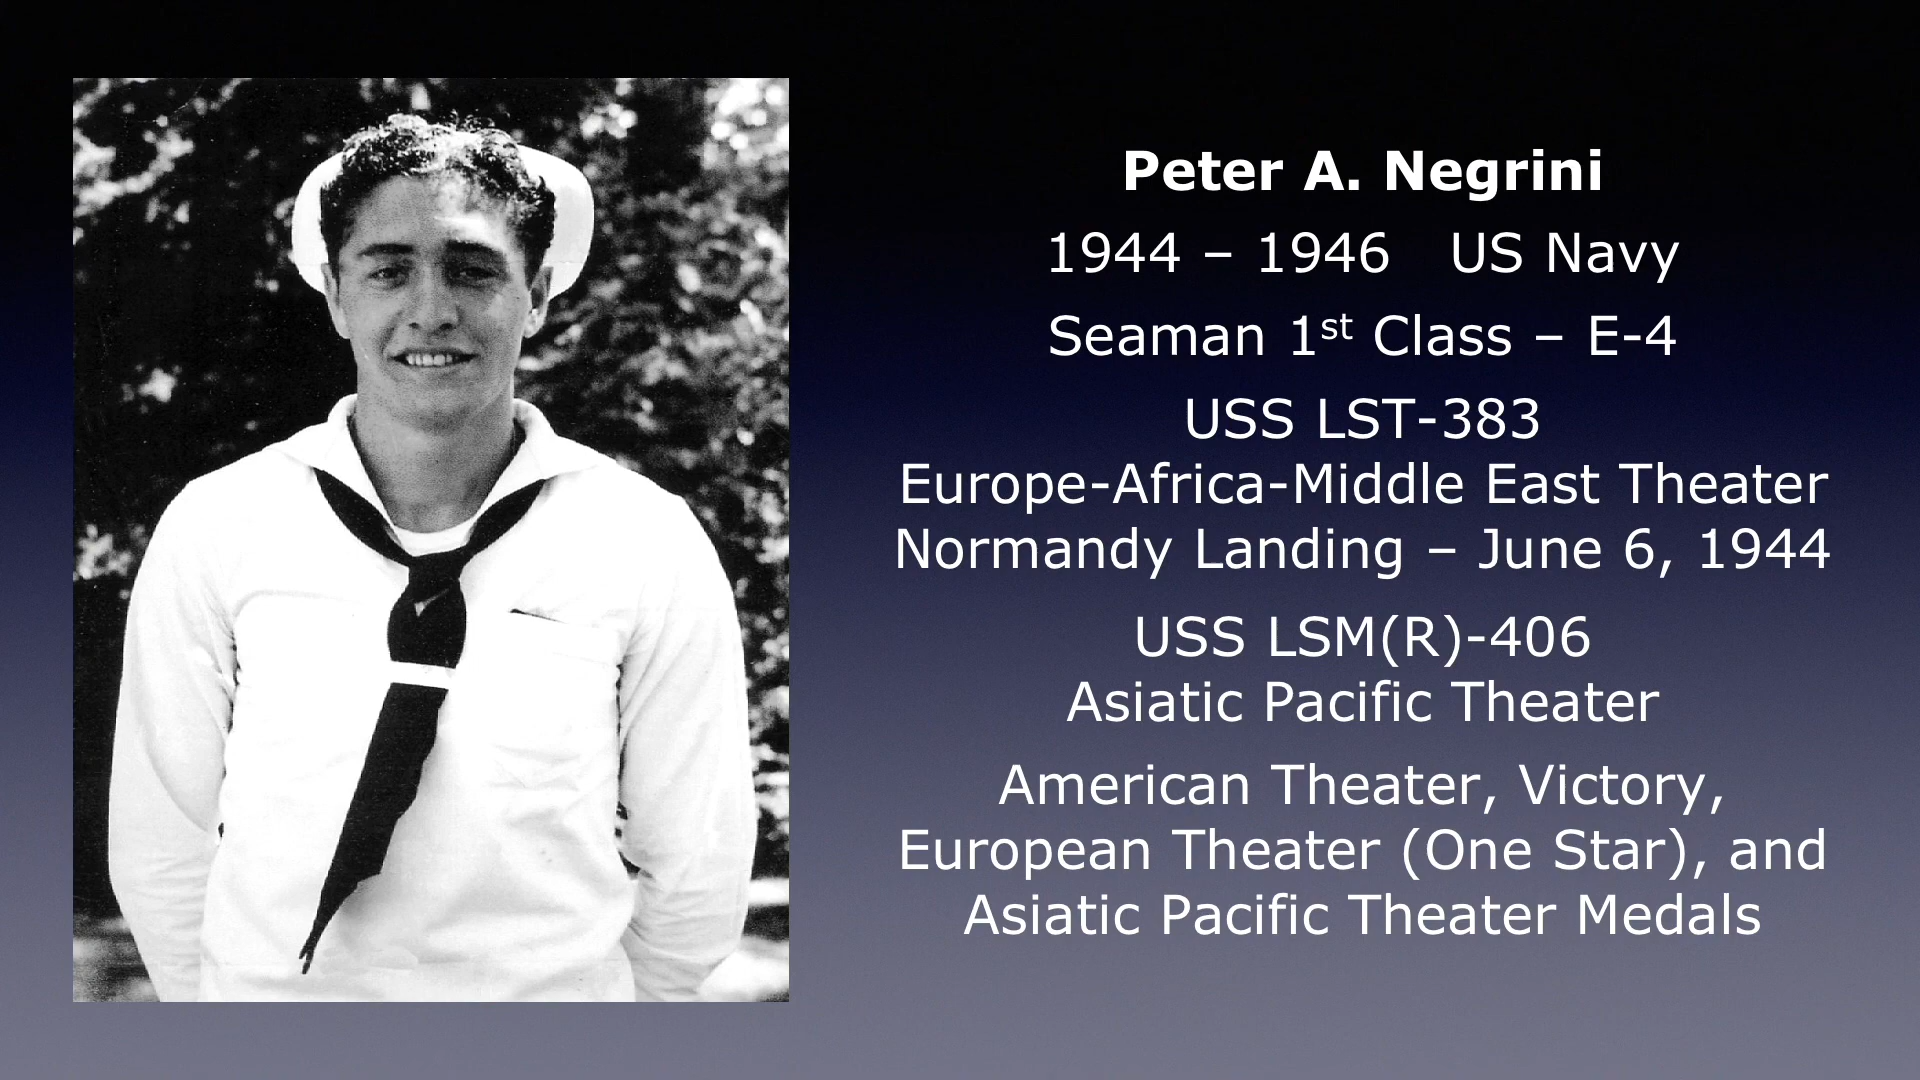 Peter A. Negrini
1944 – 1946 US Navy
Seaman 1st Class – E-4
USS LST-383
Europe-Africa-Middle East Theater
Normandy Landing – June 6, 1944
USS LSM(R)-406
Asiatic Pacific Theater
American Theater, Victory,
European Theater (One Star), and
Asiatic Pacific Theater Medals